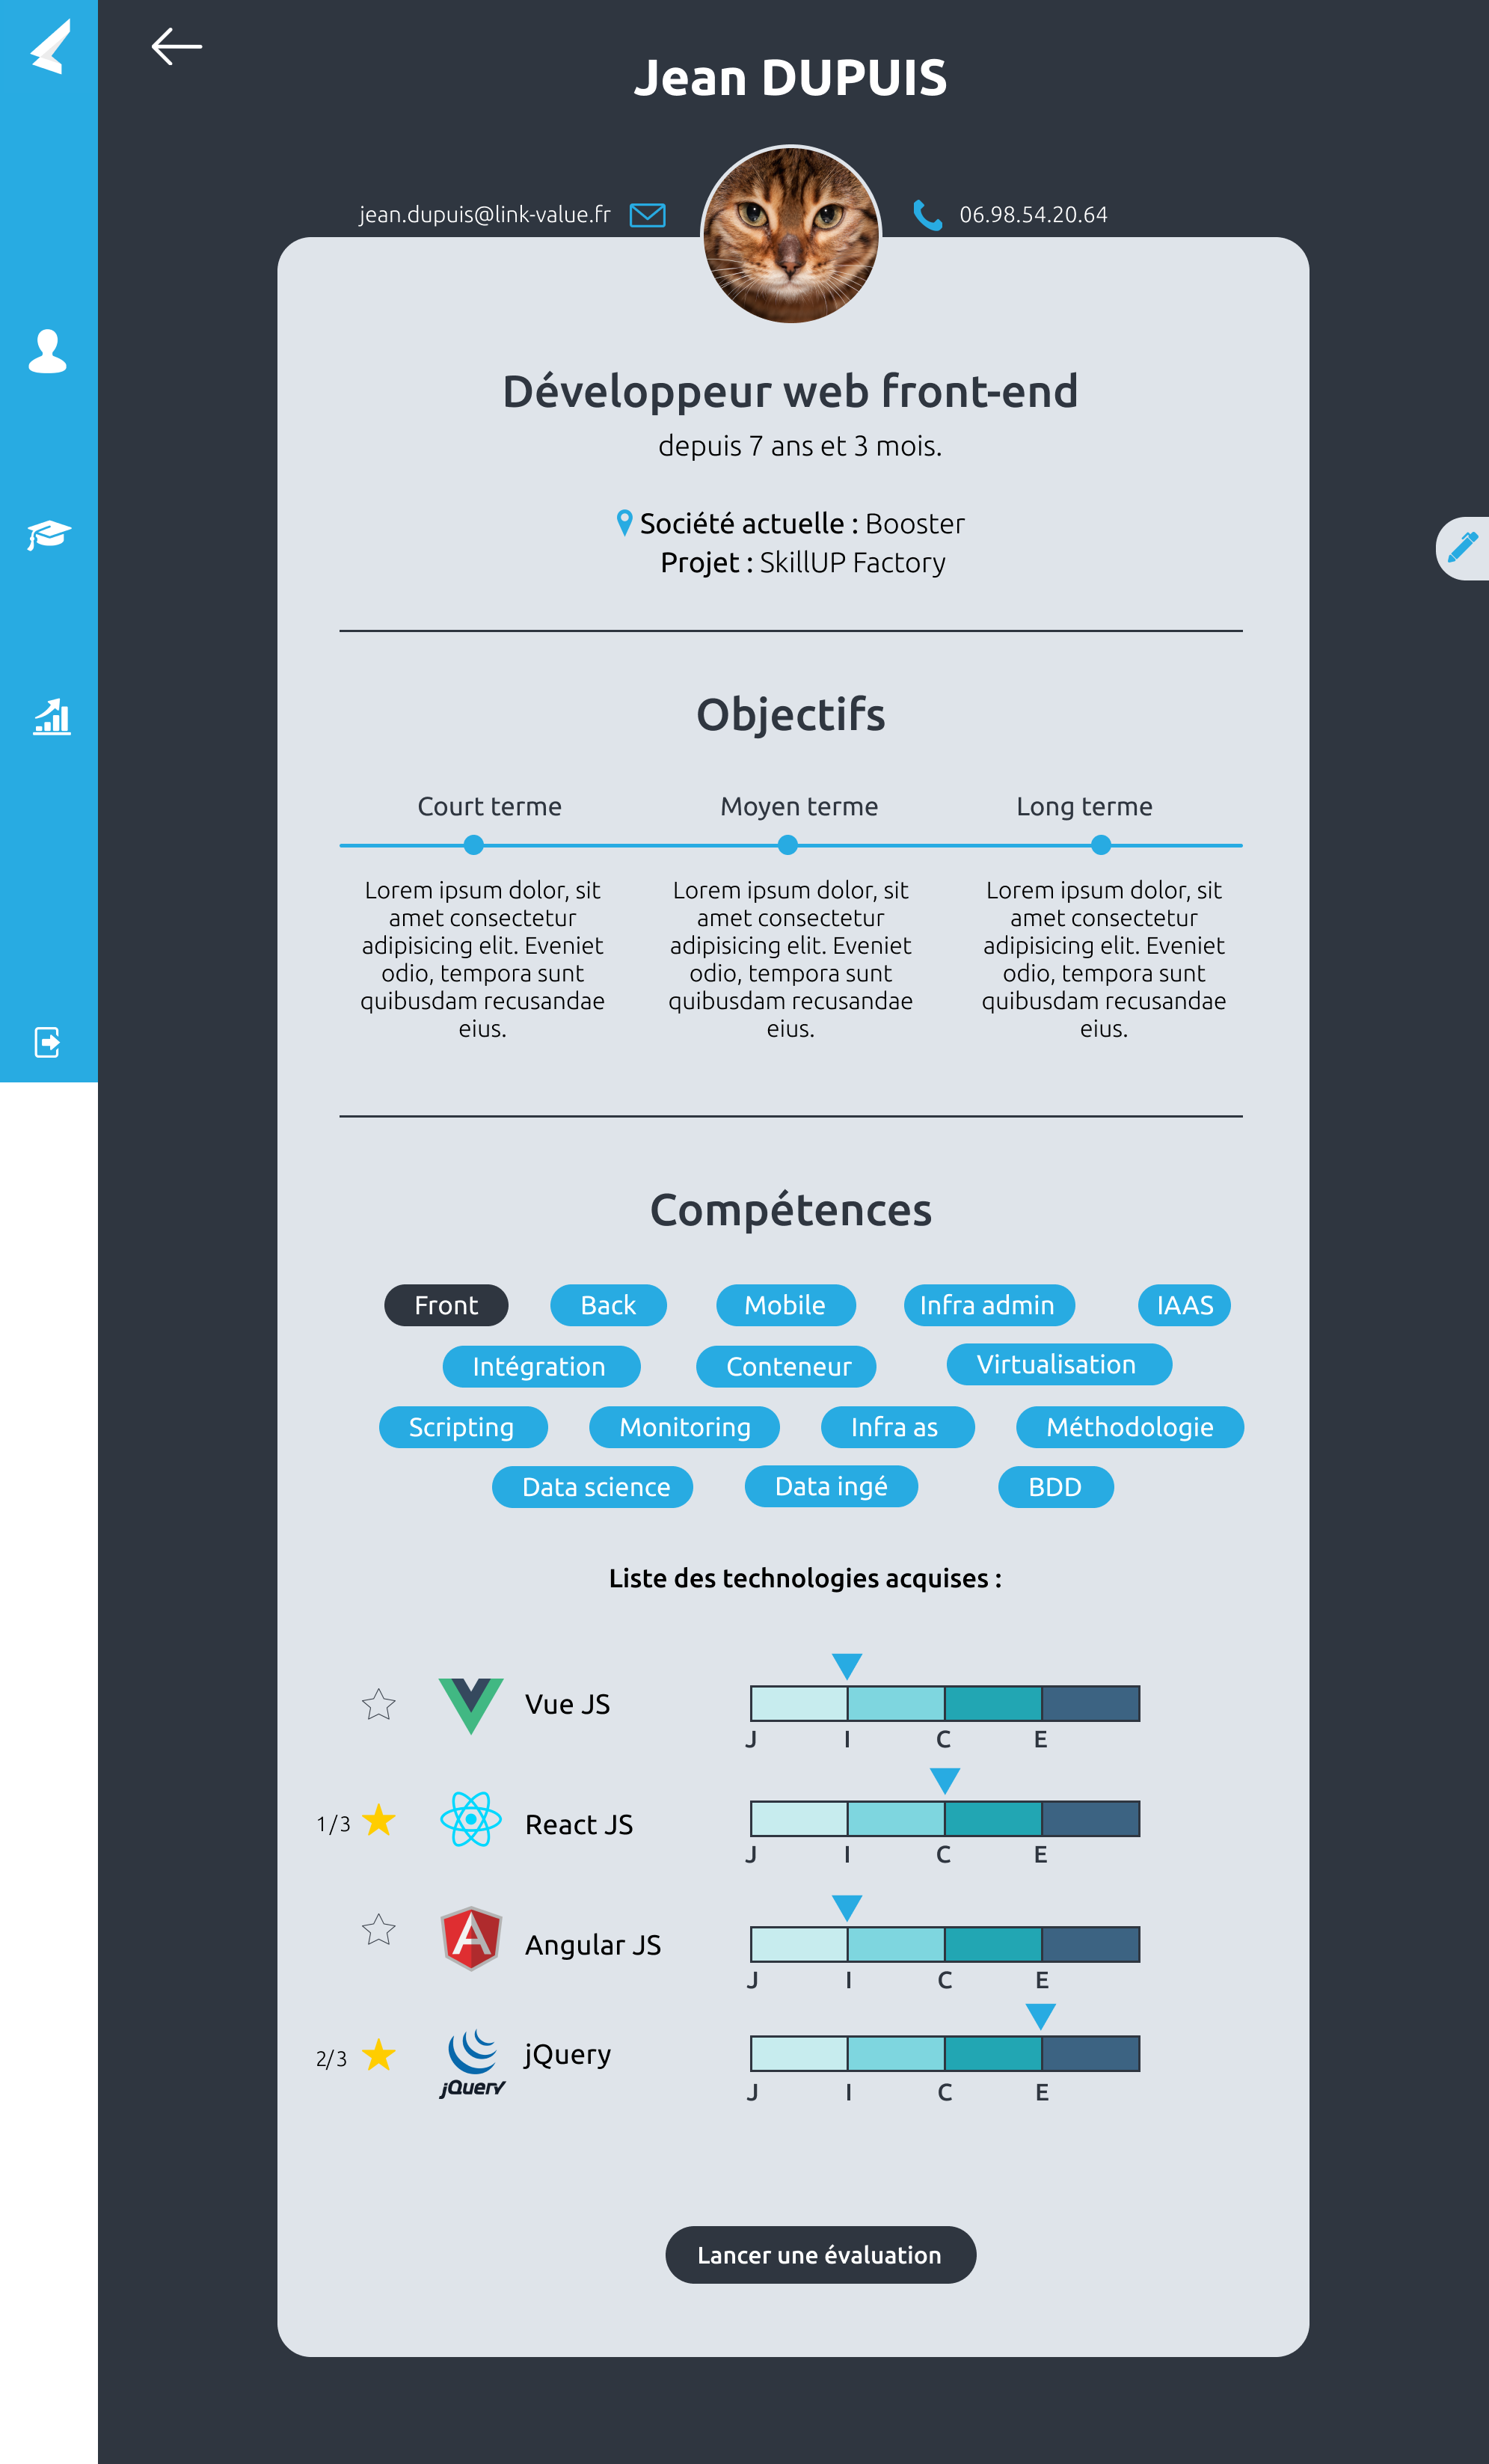 Jean DUPUIS
jean.dupuis@link-value.fr
06.98.54.20.64
Développeur web front-end
depuis 7 ans et 3 mois.
Société actuelle : Booster
Projet : SkillUP Factory
Objectifs
Court terme
Lorem ipsum dolor, sit
amet consectetur
adipisicing elit. Eveniet
odio, tempora sunt
quibusdam recusandae
eius.
Moyen terme
Lorem ipsum dolor, sit
amet consectetur
adipisicing elit. Eveniet
odio, tempora sunt
quibusdam recusandae
eius.
Long terme
Lorem ipsum dolor, sit
amet consectetur
adipisicing elit. Eveniet
odio, tempora sunt
quibusdam recusandae
eius.
Compétences
Front Back Mobile Infra admin IAAS
Intégration Conteneur Virtualisation
Scripting Monitoring Infra as Méthodologie
Data science Data ingé BDD
Liste des technologies acquises :
Vue JS
J I C E
1/3 React JS
J I C E
A Angular JS
J I C E
2/3 jQuery jQuery
J I C E
Lancer une évaluation